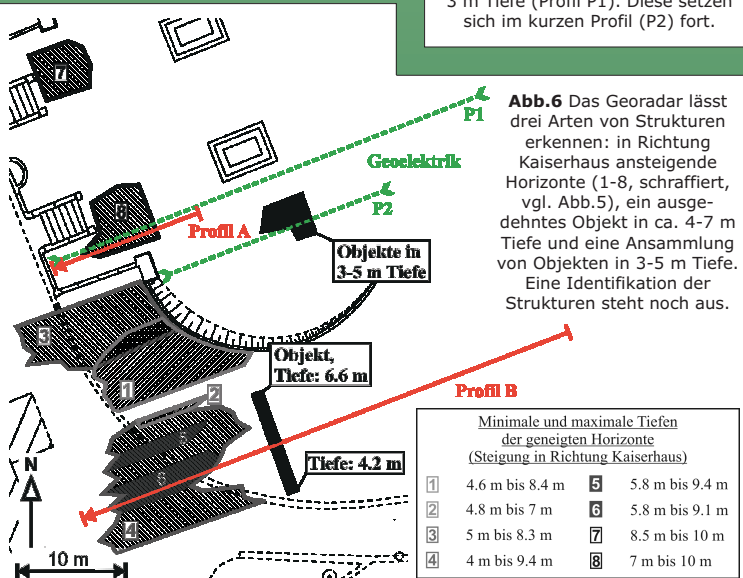 3 m Tiefe (Profil P1). Diese setzen
sich im kurzen Profil (P2) fort.
Abb.6 Das Georadar lässt
drei Arten von Strukturen
erkennen: in Richtung
Kaiserhaus ansteigende
Horizonte (1-8, schraffiert,
vgl. Abb.5), ein ausge-
dehntes Objekt in ca. 4-7 m
Tiefe und eine Ansammlung
von Objekten in 3-5 m Tiefe.
Eine Identifikation der
Strukturen steht noch aus.
7
P1
Geoelektrik
P2
8
Profil A
Objekte in
3-5 m Tiefe
3
Objekt,
Tiefe: 6.6 m
1
2
Profil B
5
6
Tiefe: 4.2 m
4
N
10 m
Minimale und maximale Tiefen
der geneigten Horizonte
(Steigung in Richtung Kaiserhaus)
1 4.6 m bis 8.4 m 5 5.8 m bis 9.4 m
2 4.8 m bis 7 m 6 5.8 m bis 9.1 m
3 5 m bis 8.3 m 7 8.5 m bis 10 m
4 4 m bis 9.4 m 8 7 m bis 10 m